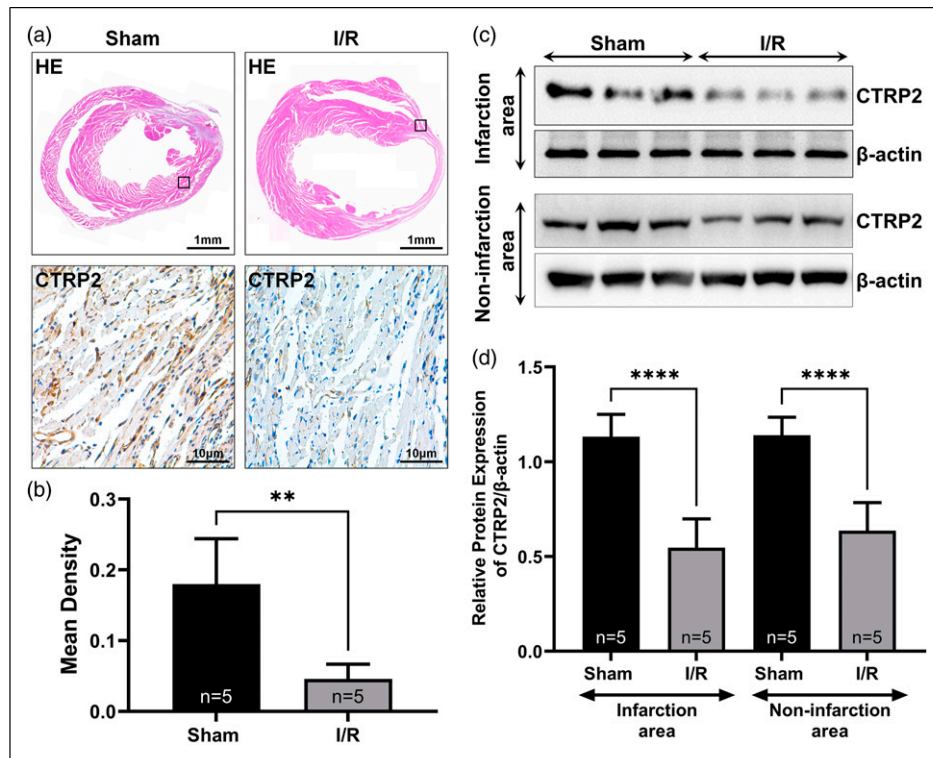 (a)
Sham
I/R
HE
HE
1mm
1mm
CTRP2
CTRP2
10μm
10μm
(b)
Mean Density
0.3
0.2
0.1
0.0
**
n=5
n=5
Sham
I/R
(c)
Sham
I/R
Infarction
area
CTRP2
β-actin
Non-infarction
area
CTRP2
β-actin
(d)
Relative Protein Expression
of CTRP2/β-actin
1.5
1.0
0.5
0.0
****
****
n=5
n=5
n=5
n=5
Sham
I/R
Sham
I/R
Infarction
area
Non-infarction
area